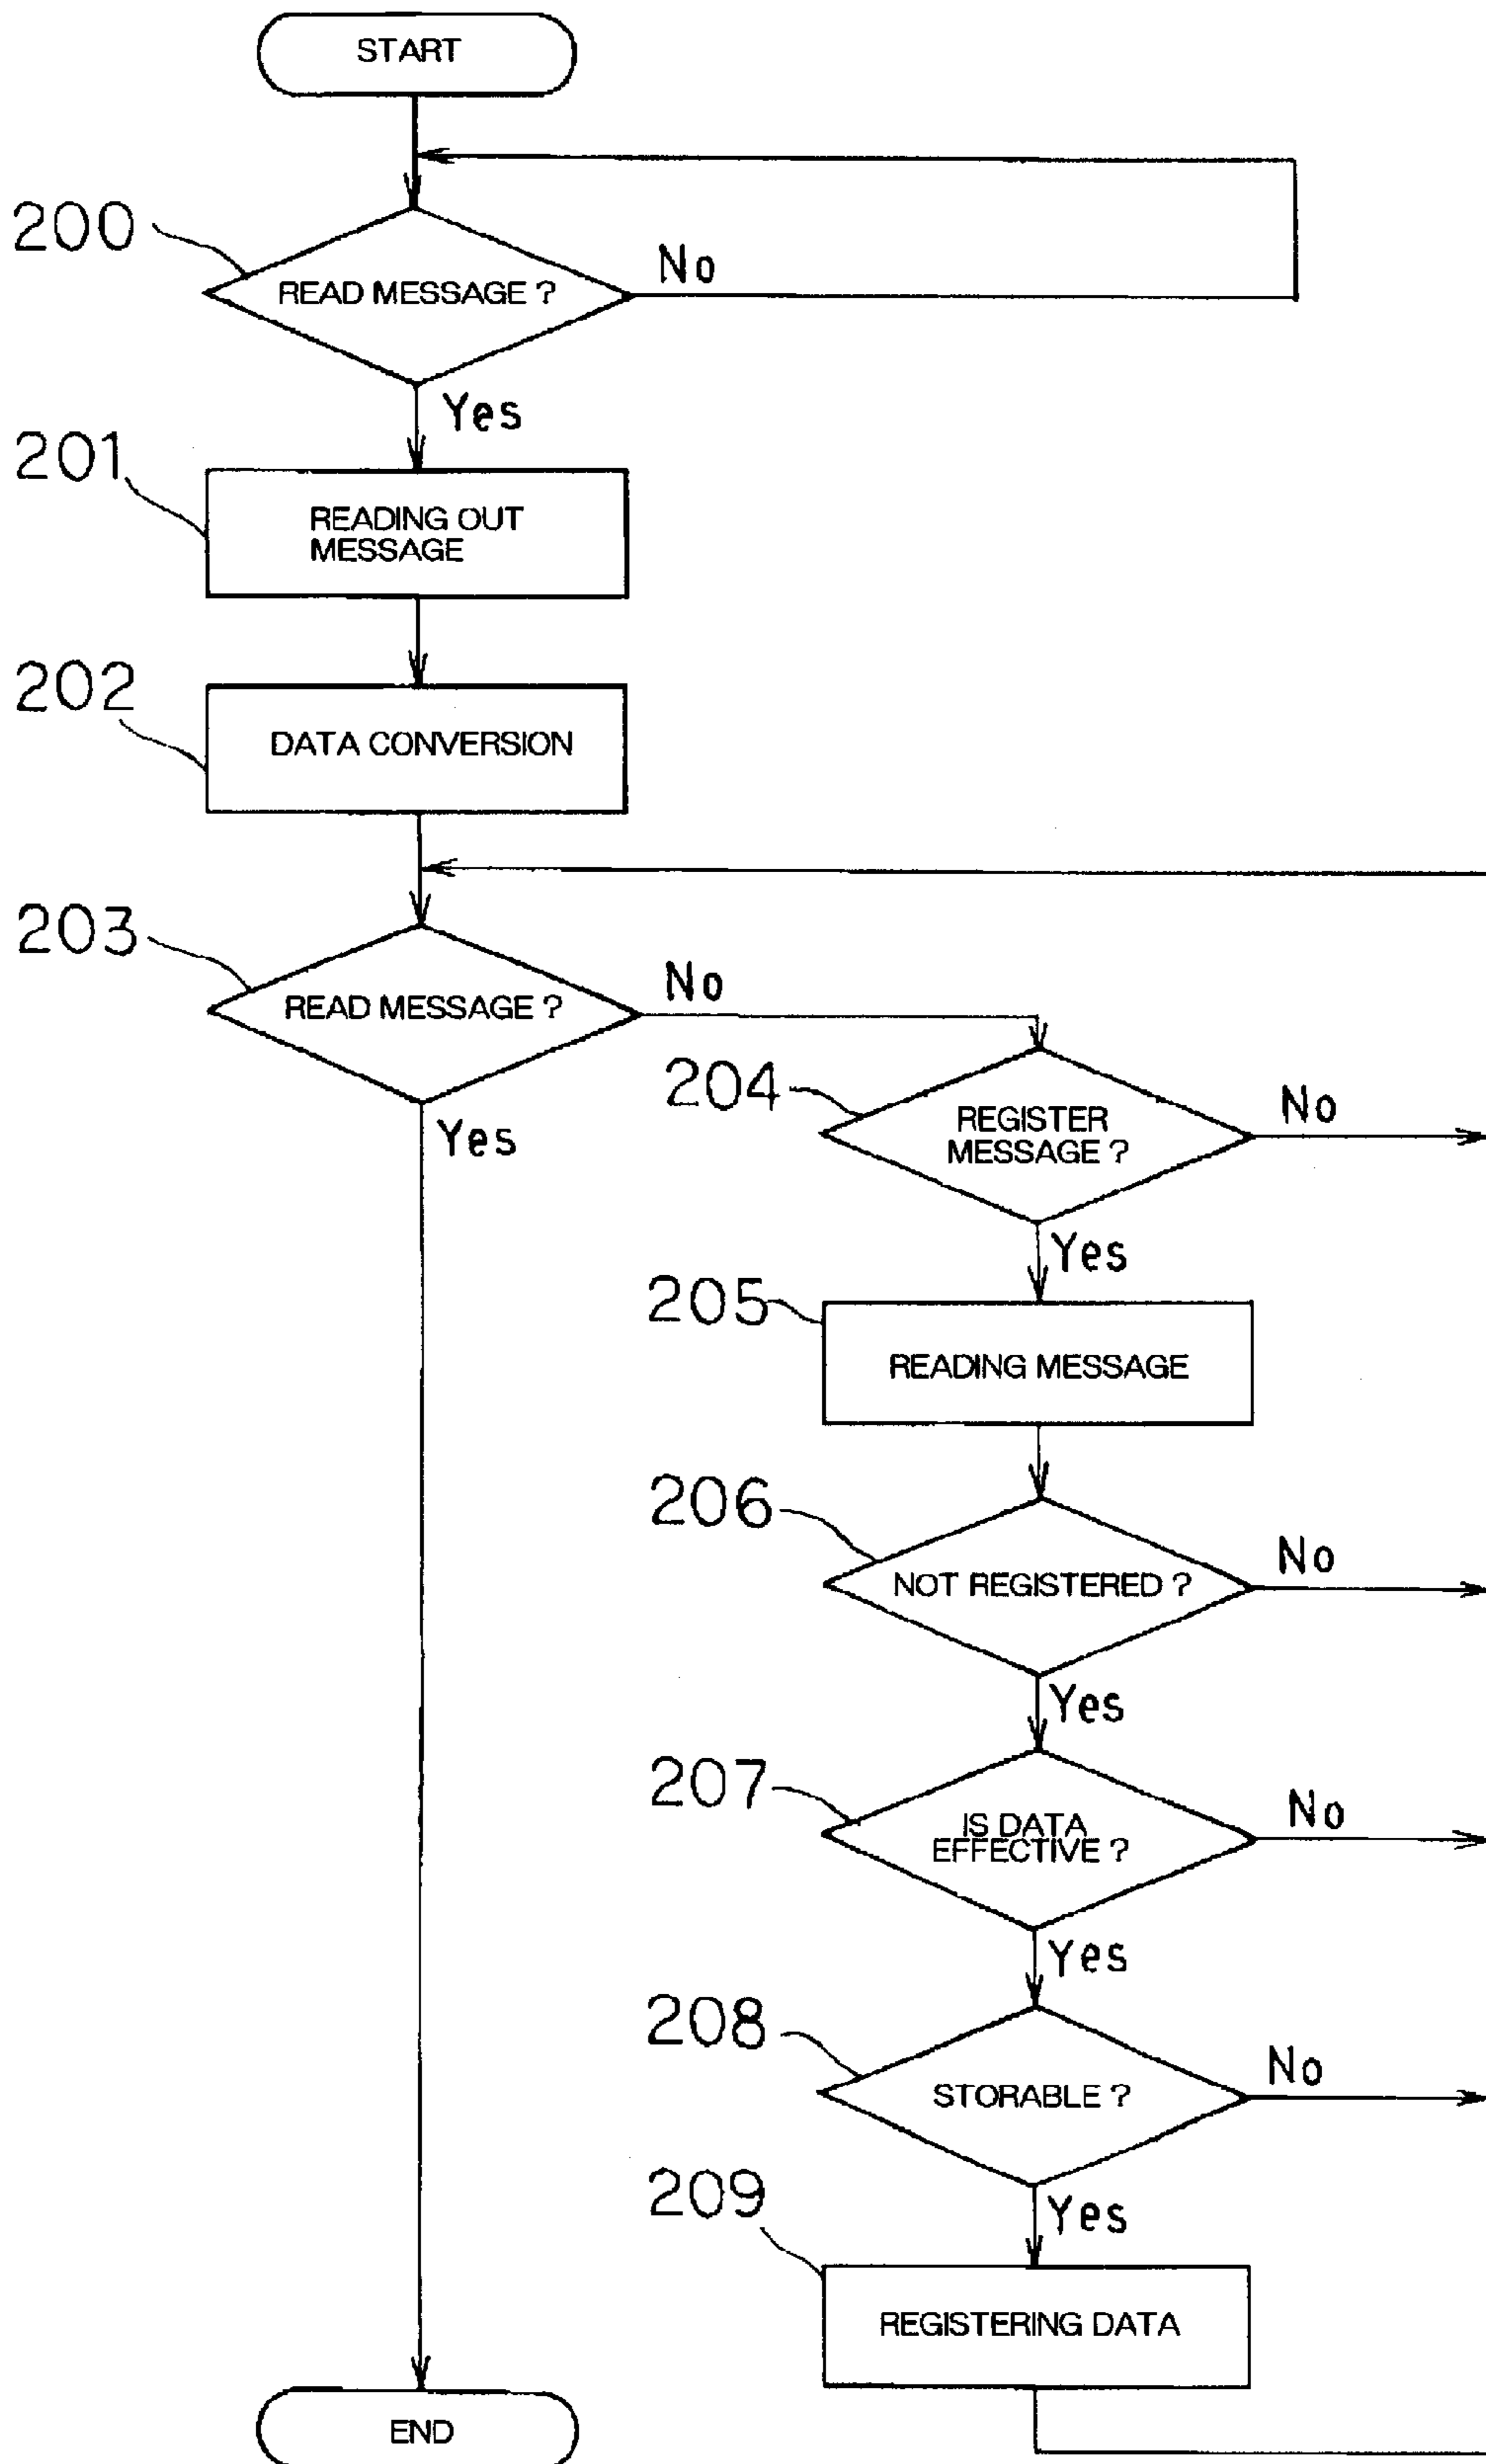 START
200
READ MESSAGE ?
No
Yes
201
READING OUT
MESSAGE
202
DATA CONVERSION
203
READ MESSAGE ?
No
Yes
204
REGISTER
MESSAGE ?
No
Yes
205
READING MESSAGE
206
NOT REGISTERED ?
No
Yes
207
IS DATA
EFFECTIVE ?
No
Yes
208
STORABLE ?
No
Yes
209
REGISTERING DATA
END